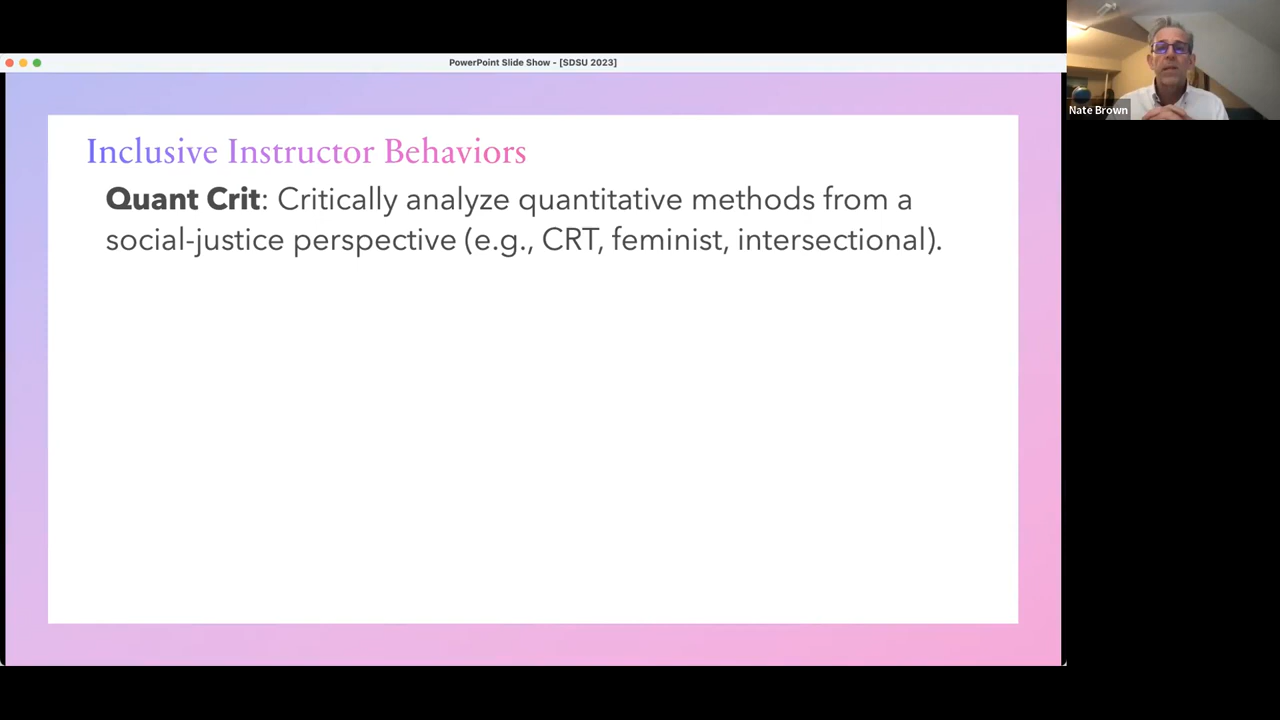 PowerPoint Slide Show - [SDSU 2023]
Nate Brown
Inclusive Instructor Behaviors
Quant Crit: Critically analyze quantitative methods from a
social-justice perspective (e.g., CRT, feminist, intersectional).